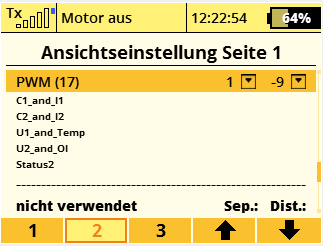 Tx Motor aus 12:22:54 64%
Ansichtseinstellung Seite 1
PWM (17) 1 -9
C1_and_I1
C2_and_I2
U1_and_Temp
U2_and_OI
Status2
--------------------------------------------------------
nicht verwendet Sep.: Dist.:
1 2 3